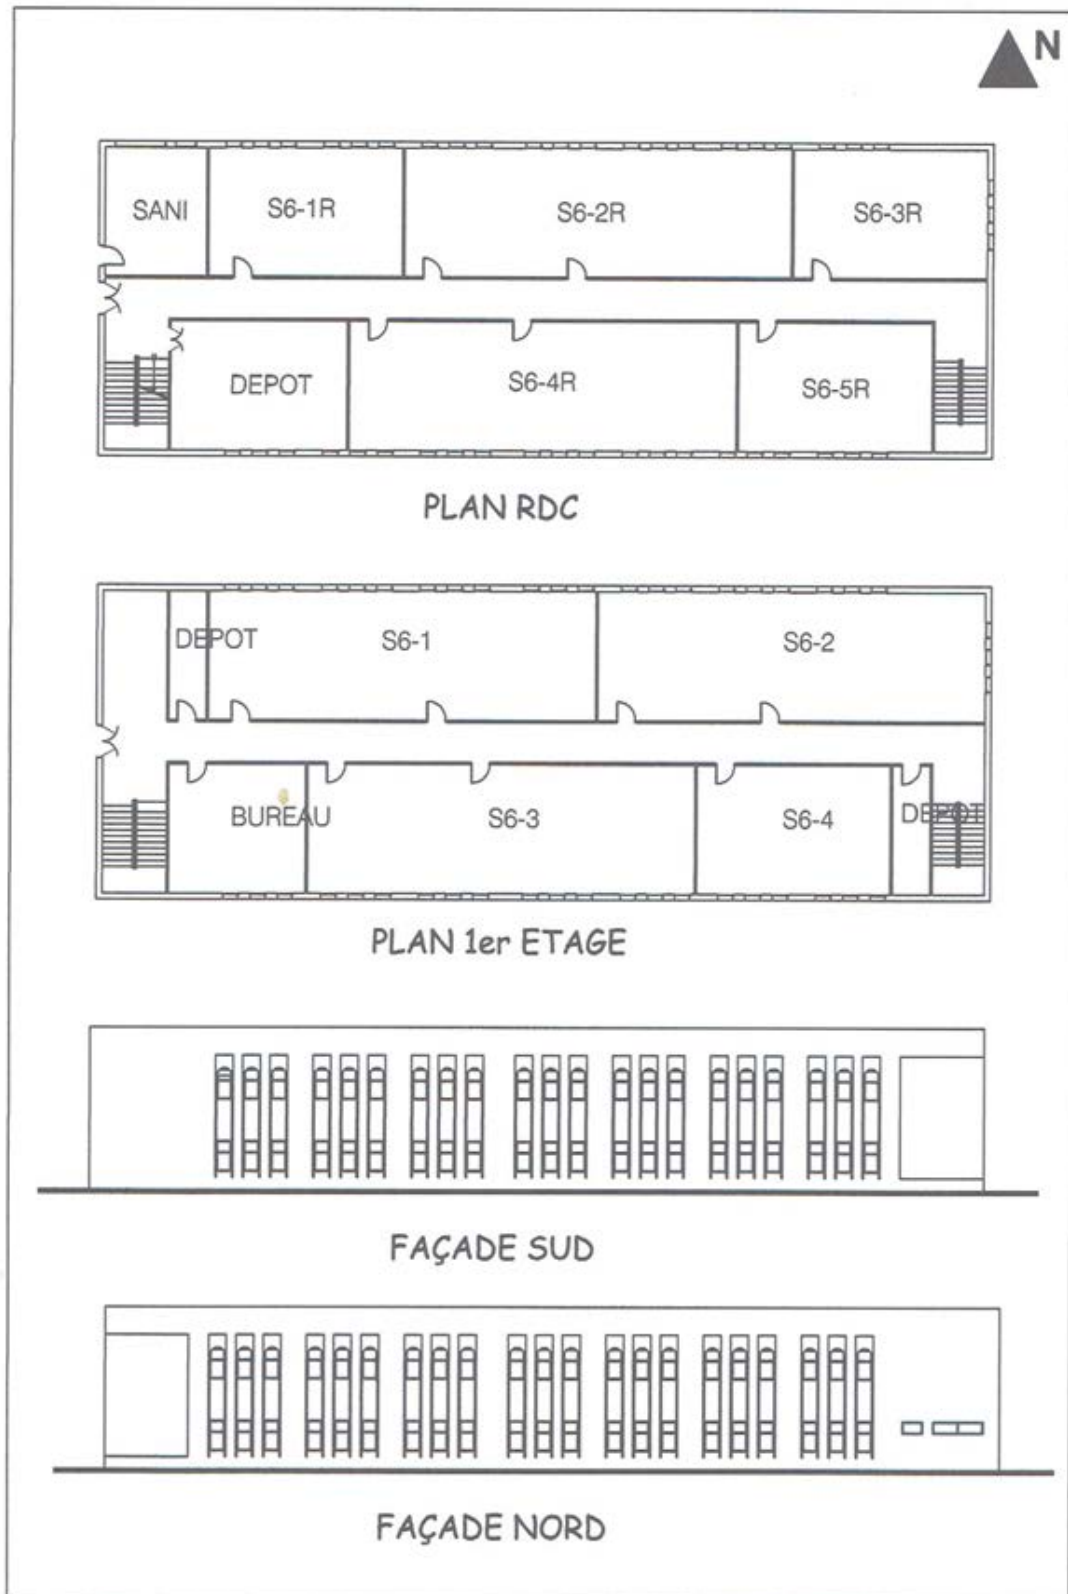 N
SANI
S6-1R
S6-2R
S6-3R
DEPOT
S6-4R
S6-5R
PLAN RDC
DEPOT
S6-1
S6-2
BUREAU
S6-3
S6-4
DEPOT
PLAN 1er ETAGE
FAÇADE SUD
FAÇADE NORD